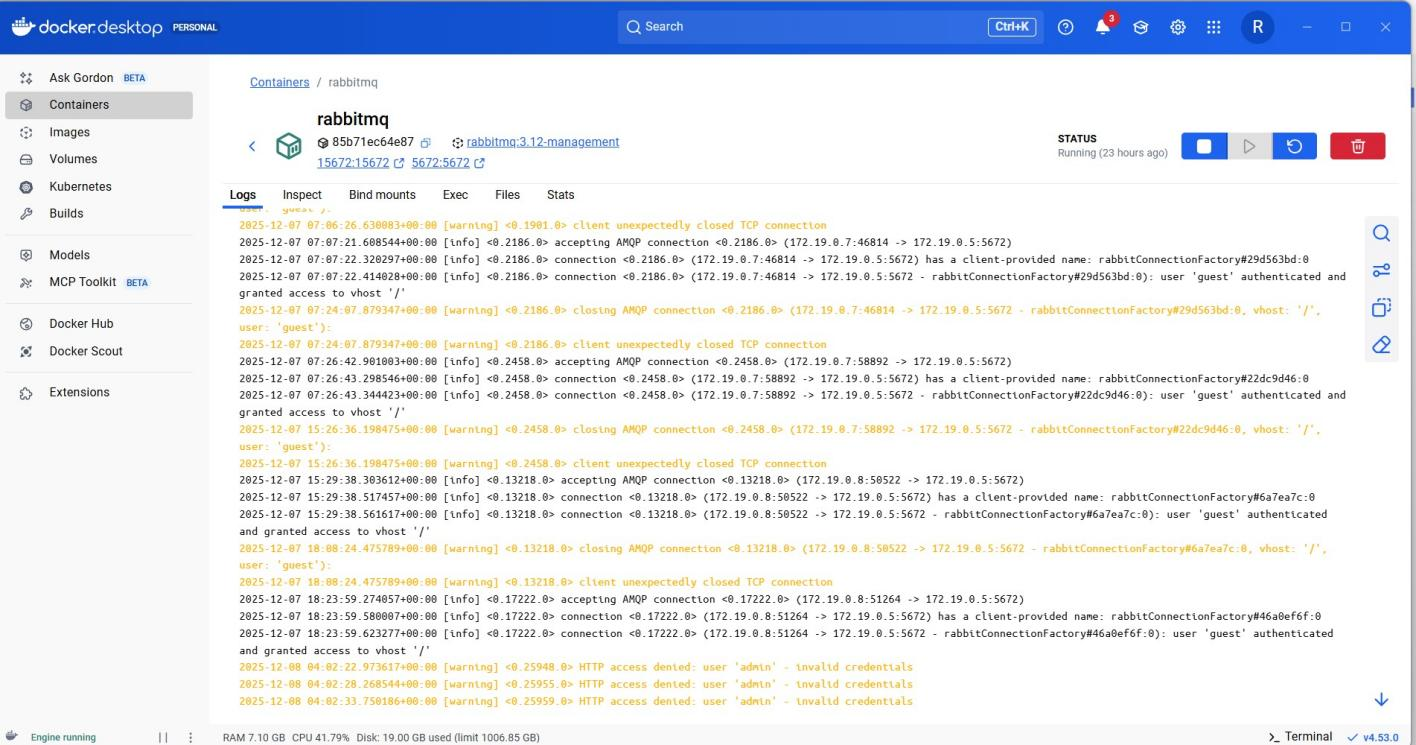 docker.desktop PERSONAL
Search
Ctrl+K
3
R
Ask Gordon BETA
Containers
Images
Volumes
Kubernetes
Builds
Models
MCP Toolkit BETA
Docker Hub
Docker Scout
Extensions
Containers / rabbitmq
rabbitmq
85b71ec64e87 rabbitmq:3.12-management
15672:15672 5672:5672
STATUS
Running (23 hours ago)
Logs Inspect Bind mounts Exec Files Stats
user: 'guest'):
2025-12-07 07:06:26.630083+00:00 [warning] <0.1901.0> client unexpectedly closed TCP connection
2025-12-07 07:07:21.608544+00:00 [info] <0.2186.0> accepting AMQP connection <0.2186.0> (172.19.0.7:46814 -> 172.19.0.5:5672)
2025-12-07 07:07:22.320297+00:00 [info] <0.2186.0> connection <0.2186.0> (172.19.0.7:46814 -> 172.19.0.5:5672) has a client-provided name: rabbitConnectionFactory#29d563bd:0
2025-12-07 07:07:22.414028+00:00 [info] <0.2186.0> connection <0.2186.0> (172.19.0.7:46814 -> 172.19.0.5:5672 - rabbitConnectionFactory#29d563bd:0): user 'guest' authenticated and
granted access to vhost '/'
2025-12-07 07:24:07.879347+00:00 [warning] <0.2186.0> closing AMQP connection <0.2186.0> (172.19.0.7:46814 -> 172.19.0.5:5672 - rabbitConnectionFactory#29d563bd:0, vhost: '/',
user: 'guest'):
2025-12-07 07:24:07.879347+00:00 [warning] <0.2186.0> client unexpectedly closed TCP connection
2025-12-07 07:26:42.901003+00:00 [info] <0.2458.0> accepting AMQP connection <0.2458.0> (172.19.0.7:58892 -> 172.19.0.5:5672)
2025-12-07 07:26:43.298546+00:00 [info] <0.2458.0> connection <0.2458.0> (172.19.0.7:58892 -> 172.19.0.5:5672) has a client-provided name: rabbitConnectionFactory#22dc9d46:0
2025-12-07 07:26:43.344423+00:00 [info] <0.2458.0> connection <0.2458.0> (172.19.0.7:58892 -> 172.19.0.5:5672 - rabbitConnectionFactory#22dc9d46:0): user 'guest' authenticated and
granted access to vhost '/'
2025-12-07 15:26:36.198475+00:00 [warning] <0.2458.0> closing AMQP connection <0.2458.0> (172.19.0.7:58892 -> 172.19.0.5:5672 - rabbitConnectionFactory#22dc9d46:0, vhost: '/',
user: 'guest'):
2025-12-07 15:26:36.198475+00:00 [warning] <0.2458.0> client unexpectedly closed TCP connection
2025-12-07 15:29:38.303612+00:00 [info] <0.13218.0> accepting AMQP connection <0.13218.0> (172.19.0.8:50522 -> 172.19.0.5:5672)
2025-12-07 15:29:38.517457+00:00 [info] <0.13218.0> connection <0.13218.0> (172.19.0.8:50522 -> 172.19.0.5:5672) has a client-provided name: rabbitConnectionFactory#6a7ea7c:0
2025-12-07 15:29:38.561617+00:00 [info] <0.13218.0> connection <0.13218.0> (172.19.0.8:50522 -> 172.19.0.5:5672 - rabbitConnectionFactory#6a7ea7c:0): user 'guest' authenticated
and granted access to vhost '/'
2025-12-07 18:08:24.475789+00:00 [warning] <0.13218.0> closing AMQP connection <0.13218.0> (172.19.0.8:50522 -> 172.19.0.5:5672 - rabbitConnectionFactory#6a7ea7c:0, vhost: '/',
user: 'guest'):
2025-12-07 18:08:24.475789+00:00 [warning] <0.13218.0> client unexpectedly closed TCP connection
2025-12-07 18:23:59.274057+00:00 [info] <0.17222.0> accepting AMQP connection <0.17222.0> (172.19.0.8:51264 -> 172.19.0.5:5672)
2025-12-07 18:23:59.580007+00:00 [info] <0.17222.0> connection <0.17222.0> (172.19.0.8:51264 -> 172.19.0.5:5672) has a client-provided name: rabbitConnectionFactory#46a0ef6f:0
2025-12-07 18:23:59.623277+00:00 [info] <0.17222.0> connection <0.17222.0> (172.19.0.8:51264 -> 172.19.0.5:5672 - rabbitConnectionFactory#46a0ef6f:0): user 'guest' authenticated
and granted access to vhost '/'
2025-12-08 04:02:22.973617+00:00 [warning] <0.25948.0> HTTP access denied: user 'admin' - invalid credentials
2025-12-08 04:02:28.268544+00:00 [warning] <0.25955.0> HTTP access denied: user 'admin' - invalid credentials
2025-12-08 04:02:33.750186+00:00 [warning] <0.25959.0> HTTP access denied: user 'admin' - invalid credentials
Engine running
RAM 7.10 GB CPU 41.79% Disk: 19.00 GB used (limit 1006.85 GB)
Terminal
v4.53.0